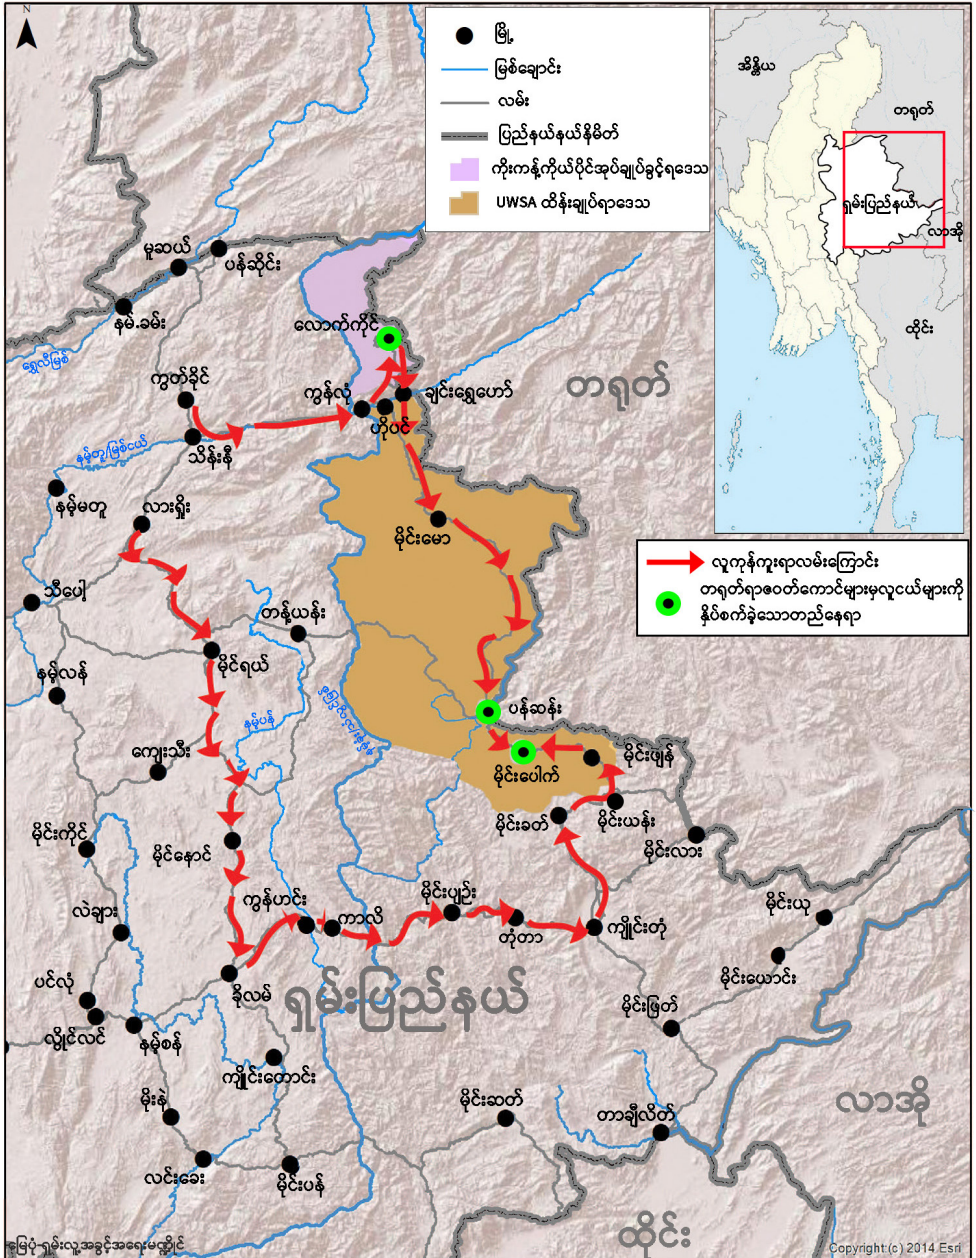 N
မြို့
မြစ်ချောင်း
လမ်း
ပြည်နယ်နယ်နိမိတ်
ကိုးကန့်ကိုယ်ပိုင်အုပ်ချုပ်ခွင့်ရဒေသ
UWSA ထိန်းချုပ်ရာဒေသ
အိန္ဒိယ
တရုတ်
ရှမ်းပြည်နယ်
လာအို
ထိုင်း
မူဆယ်
ပန်ဆိုင်း
နမ့်ခမ်း
ရွှေလီမြစ်
လောက်ကိုင်
တရုတ်
ကွတ်ခိုင်
ကွန်လုံ
ချင်းရွှေဟော်
ဟိုပင်
သိန်းနီ
နမ့်တူ/မြစ်ငယ်
နမ့်မတူ
လားရှိုး
မိုင်းမော
လူကုန်ကူးရာလမ်းကြောင်း
တရုတ်ရာဇဝတ်ကောင်များမှလူငယ်များကို
နှိပ်စက်ခဲ့သောတည်နေရာ
သီပေါ့
တန့်ယန်း
မိုင်ရယ်
နမ့်လန်
နမ့်ပန်
ပန်ဆန်း
ကျေးသီး
မိုင်းပေါက်
မိုင်းဖျန်
မိုင်းခတ်
မိုင်းယန်း
မိုင်းလား
မိုင်းကိုင်
မိုင်နောင်
လဲချား
ကွန်ဟင်း
ကာလိ
မိုင်းပျဉ်း
တုံတာ
ကျိုင်းတုံ
မိုင်းယု
မိုင်းယောင်း
ပင်လုံ
ခိုလမ်
ရှမ်းပြည်နယ်
မိုင်းဖြတ်
လွိုင်လင်
နမ့်စန်
ကျိုင်းတောင်း
မိုးနဲ
မိုင်းဆတ်
တာချီလိတ်
လာအို
လင်းခေး
မိုင်းပန်
ထိုင်း
မြေပုံ-ရှမ်းလူ့အခွင့်အရေးမဏ္ဍိုင်
Copyright:(c) 2014 Esri